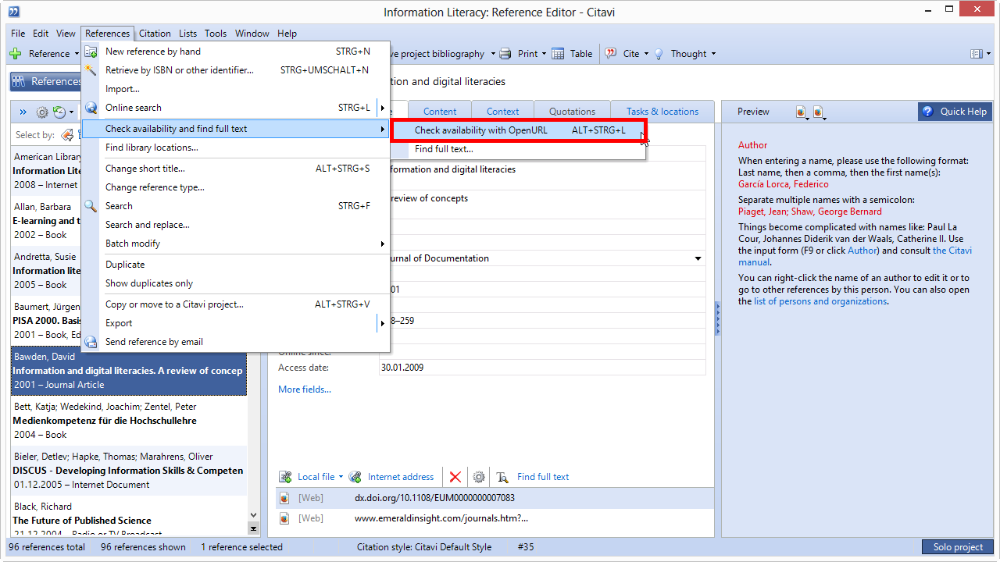 Information Literacy: Reference Editor - Citavi
File Edit View References Citation Lists Tools Window Help
Reference
project bibliography Print Table Cite Thought
References
and digital literacies
New reference by hand STRG+N
Retrieve by ISBN or other identifier... STRG+UMSCHALT+N
Import...
Online search STRG+L
Check availability and find full text
Find library locations...
Change short title... ALT+STRG+S
Change reference type...
Search STRG+F
Search and replace...
Batch modify
Duplicate
Show duplicates only
Copy or move to a Citavi project... ALT+STRG+V
Export
Send reference by email
Check availability with OpenURL ALT+STRG+L
Find full text...
Content Context Quotations Tasks & locations
Select by:
American Library
Information Lite
2008 – Internet
Allan, Barbara
E-learning and t
2002 – Book
Andretta, Susie
Information lite
2005 – Book
Baumert, Jürgen
PISA 2000. Basis
2001 – Book, Ed
Bawden, David
Information and digital literacies. A review of concep
2001 – Journal Article
Bett, Katja; Wedekind, Joachim; Zentel, Peter
Medienkompetenz für die Hochschullehre
2004 – Book
Bieler, Detlev; Hapke, Thomas; Marahrens, Oliver
DISCUS - Developing Information Skills & Competen
01.12.2005 – Internet Document
Black, Richard
The Future of Published Science
21.12.2004 – Radio or TV Broadcast
formation and digital literacies
review of concepts
urnal of Documentation
01
8–259
Online since:
Access date: 30.01.2009
More fields...
Local file Internet address Find full text
[Web] dx.doi.org/10.1108/EUM0000000007083
[Web] www.emeraldinsight.com/journals.htm?...
Preview Quick Help
Author
When entering a name, please use the following format:
Last name, then a comma, then the first name(s):
García Lorca, Federico
Separate multiple names with a semicolon:
Piaget, Jean; Shaw, George Bernard
Things become complicated with names like: Paul La
Cour, Johannes Diderik van der Waals, Catherine II. Use
the input form (F9 or click Author) and consult the Citavi
manual.
You can right-click the name of an author to edit it or to
go to other references by this person. You can also open
the list of persons and organizations.
96 references total 96 references shown 1 reference selected Citation style: Citavi Default Style #35 Solo project